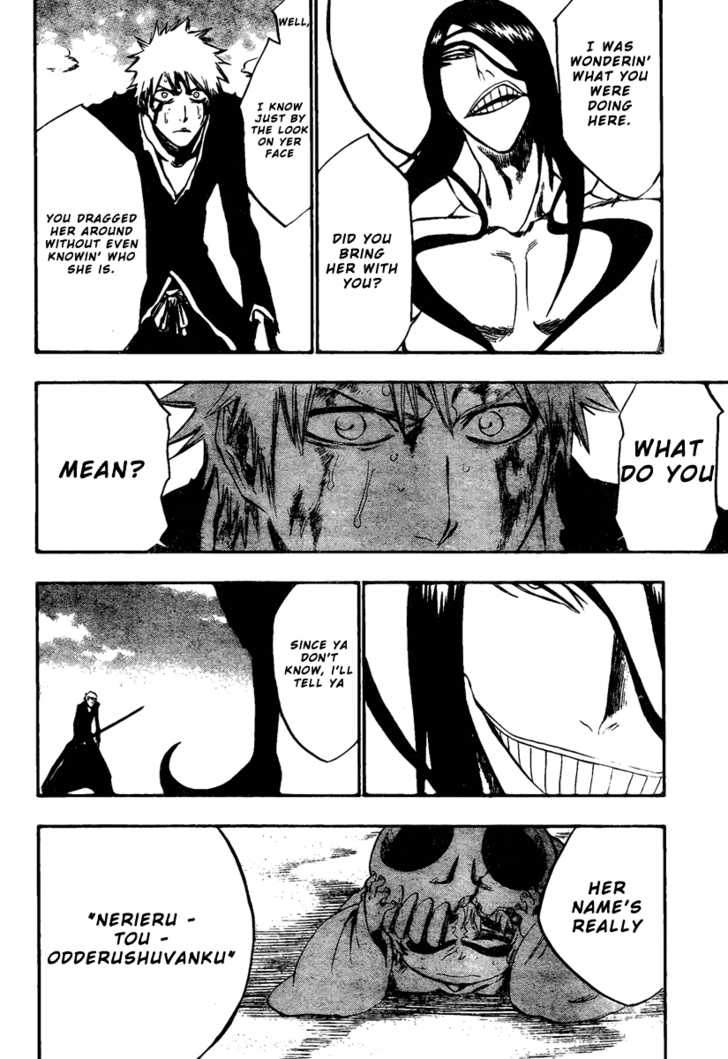 I WAS
WONDERIN'
WHAT YOU
WERE
DOING
HERE.
DID YOU
BRING
HER WITH
YOU?
WELL,
I KNOW
JUST BY
THE LOOK
ON YER
FACE
YOU DRAGGED
HER AROUND
WITHOUT EVEN
KNOWIN' WHO
SHE IS.
WHAT
DO YOU
MEAN?
SINCE YA
DON'T
KNOW, I'LL
TELL YA
HER
NAME'S
REALLY
"NERIERU -
TOU -
ODDERUSHUVANKU"